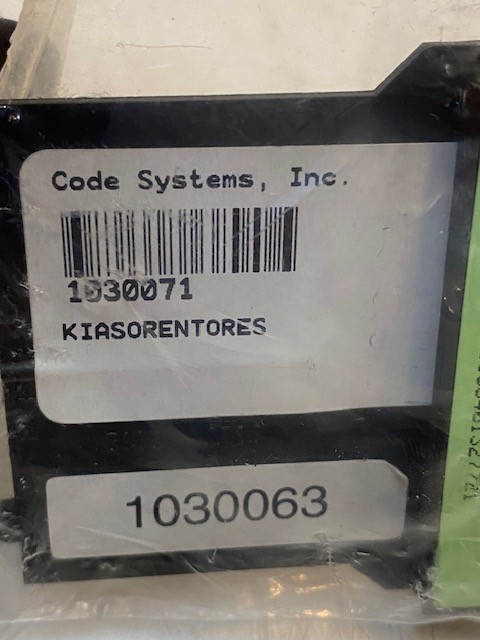 Code Systems, Inc.
1030071
KIASORENTORES
1030063